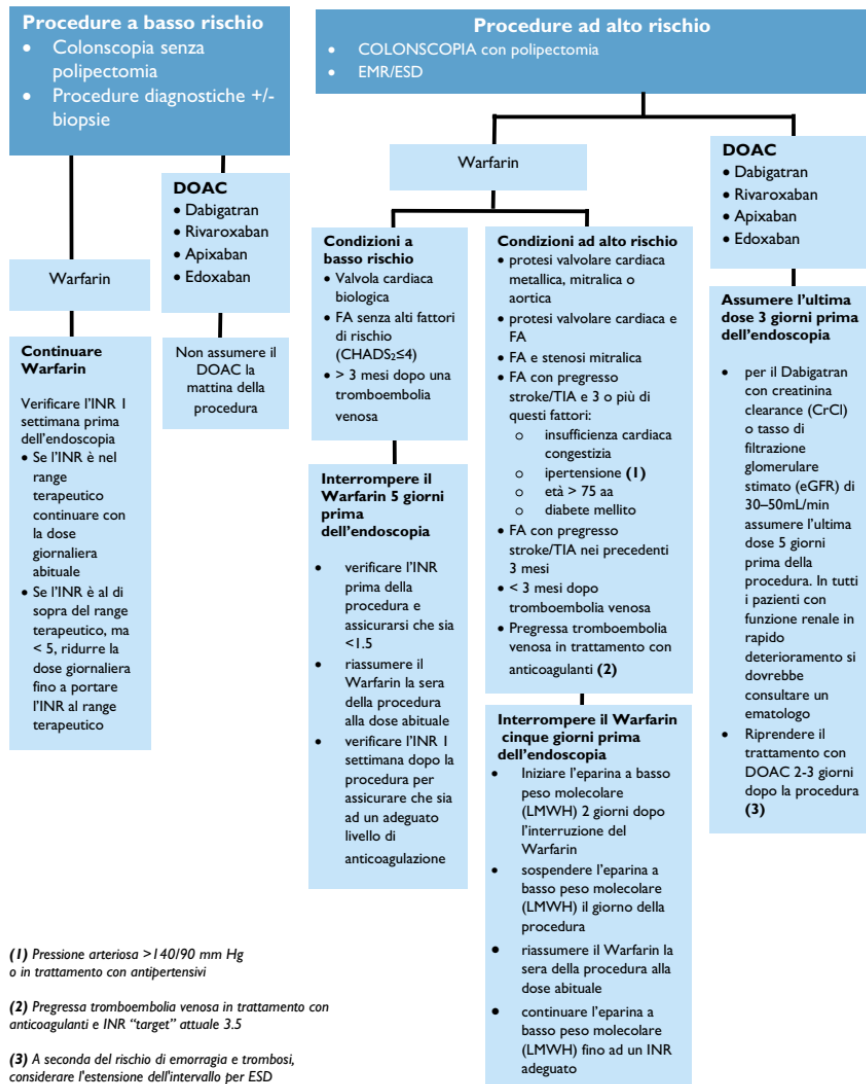 Procedure a basso rischio
• Colonscopia senza
polipectomia
• Procedure diagnostiche +/-
biopsie
Procedure ad alto rischio
• COLONSCOPIA con polipectomia
• EMR/ESD
Warfarin
DOAC
• Dabigatran
• Rivaroxaban
• Apixaban
• Edoxaban
Continuare
Warfarin
Verificare l'INR 1
settimana prima
dell'endoscopia
• Se l'INR è nel
range
terapeutico
continuare con
la dose
giornaliera
abituale
• Se l'INR è al di
sopra del range
terapeutico, ma
< 5, ridurre la
dose giornaliera
fino a portare
l'INR al range
terapeutico
Non assumere il
DOAC la
mattina della
procedura
Warfarin
Condizioni a
basso rischio
• Valvola cardiaca
biologica
• FA senza alti fattori
di rischio
(CHADS₂≤4)
• > 3 mesi dopo una
tromboembolia
venosa
Interrompere il
Warfarin 5 giorni
prima
dell'endoscopia
• verificare l'INR
prima della
procedura e
assicurarsi che sia
<1.5
• riassumere il
Warfarin la sera
della procedura
alla dose abituale
• verificare l'INR 1
settimana dopo la
procedura per
assicurare che sia
ad un adeguato
livello di
anticoagulazione
Condizioni ad alto rischio
• protesi valvolare cardiaca
metallica, mitralica o
aortica
• protesi valvolare cardiaca e
FA
• FA e stenosi mitralica
• FA con pregresso
stroke/TIA e 3 o più di
questi fattori:
o insufficienza cardiaca
congestizia
o ipertensione (1)
o età > 75 aa
o diabete mellito
• FA con pregresso
stroke/TIA nei precedenti
3 mesi
• < 3 mesi dopo
tromboembolia venosa
• Pregressa tromboembolia
venosa in trattamento con
anticoagulanti (2)
Interrompere il Warfarin
cinque giorni prima
dell'endoscopia
• Iniziare l'eparina a basso
peso molecolare
(LMWH) 2 giorni dopo
l'interruzione del
Warfarin
• sospendere l'eparina a
basso peso molecolare
(LMWH) il giorno della
procedura
• riassumere il Warfarin la
sera della procedura alla
dose abituale
• continuare l'eparina a
basso peso molecolare
(LMWH) fino ad un INR
adeguato
DOAC
• Dabigatran
• Rivaroxaban
• Apixaban
• Edoxaban
Assumere l'ultima
dose 3 giorni prima
dell'endoscopia
• per il Dabigatran
con creatinina
clearance (CrCl)
o tasso di
filtrazione
glomerulare
stimato (eGFR) di
30–50mL/min
assumere l'ultima
dose 5 giorni
prima della
procedura. In tutti
i pazienti con
funzione renale in
rapido
deterioramento si
dovrebbe
consultare un
ematologo
• Riprendere il
trattamento con
DOAC 2-3 giorni
dopo la procedura
(3)
(1) Pressione arteriosa >140/90 mm Hg
o in trattamento con antipertensivi
(2) Pregressa tromboembolia venosa in trattamento con
anticoagulanti e INR "target" attuale 3.5
(3) A seconda del rischio di emorragia e trombosi,
considerare l'estensione dell'intervallo per ESD